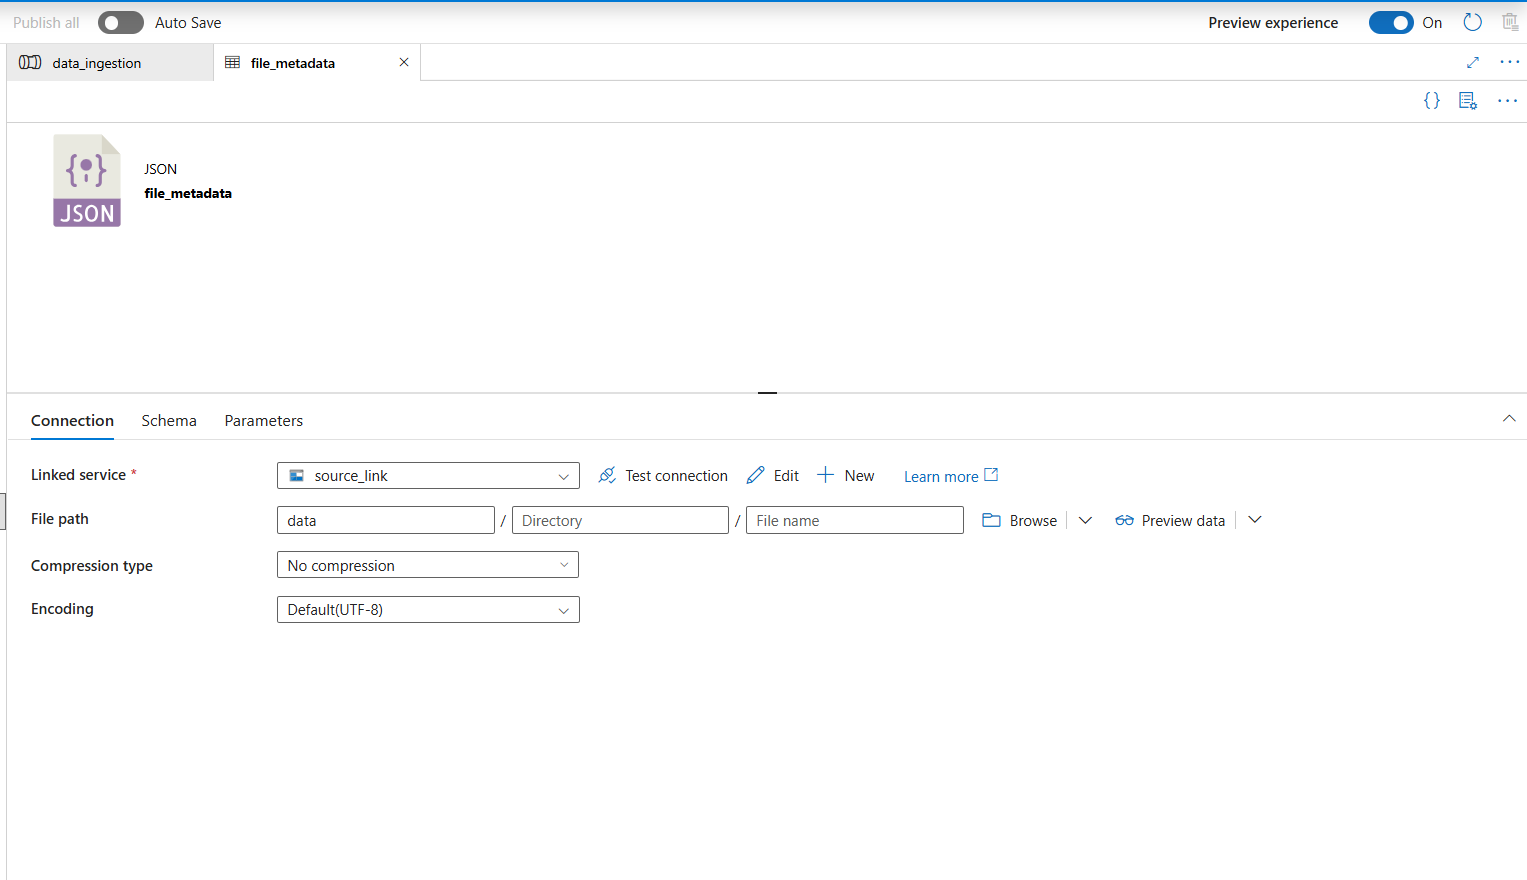 Publish all Auto Save Preview experience On
data_ingestion file_metadata
{}
JSON
JSON
file_metadata
Connection Schema Parameters
Linked service * source_link Test connection Edit New Learn more
File path data / Directory / File name Browse Preview data
Compression type No compression
Encoding Default(UTF-8)